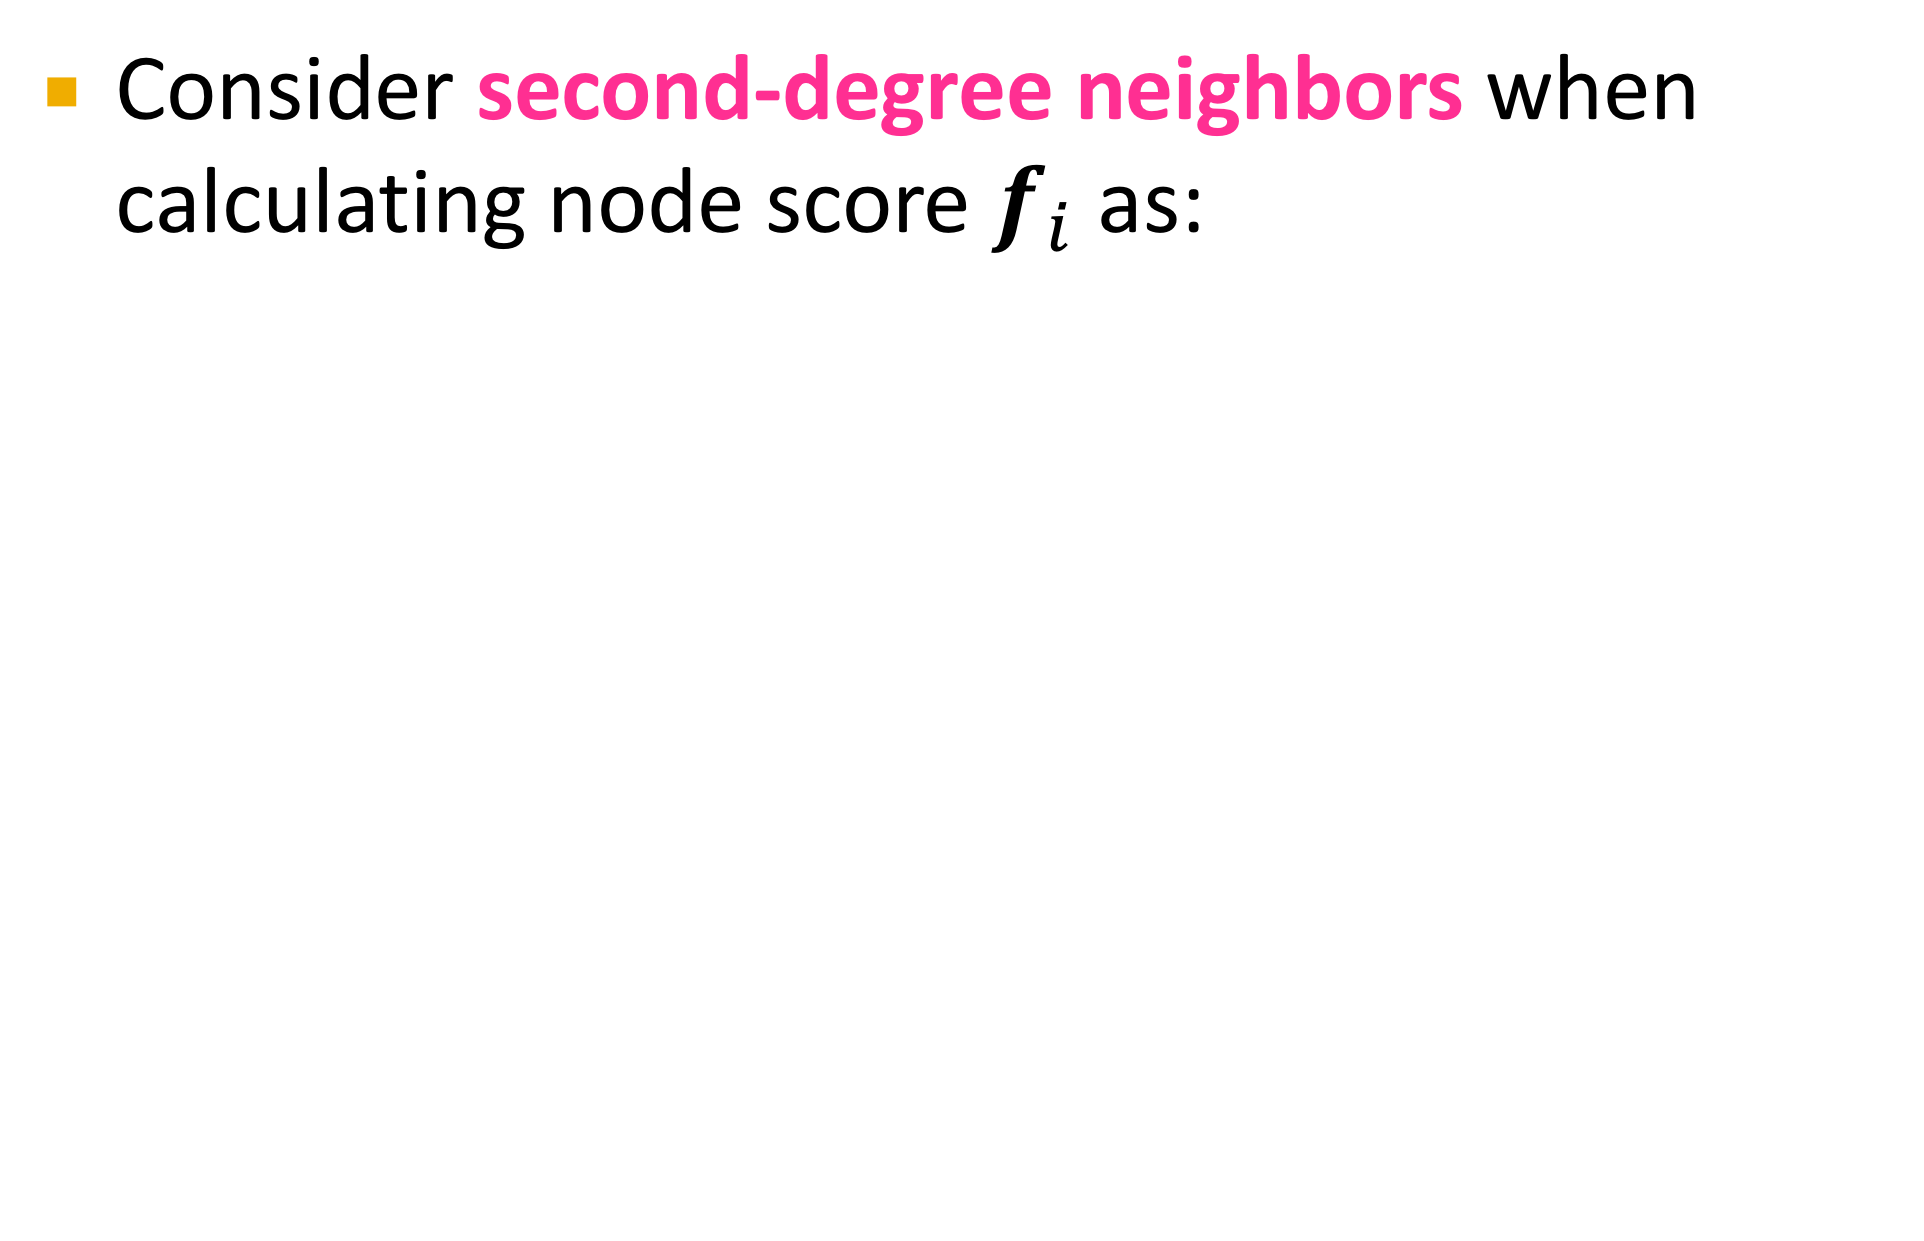 ▪ Consider second-degree neighbors when
calculating node score 𝒇ᵢ as: